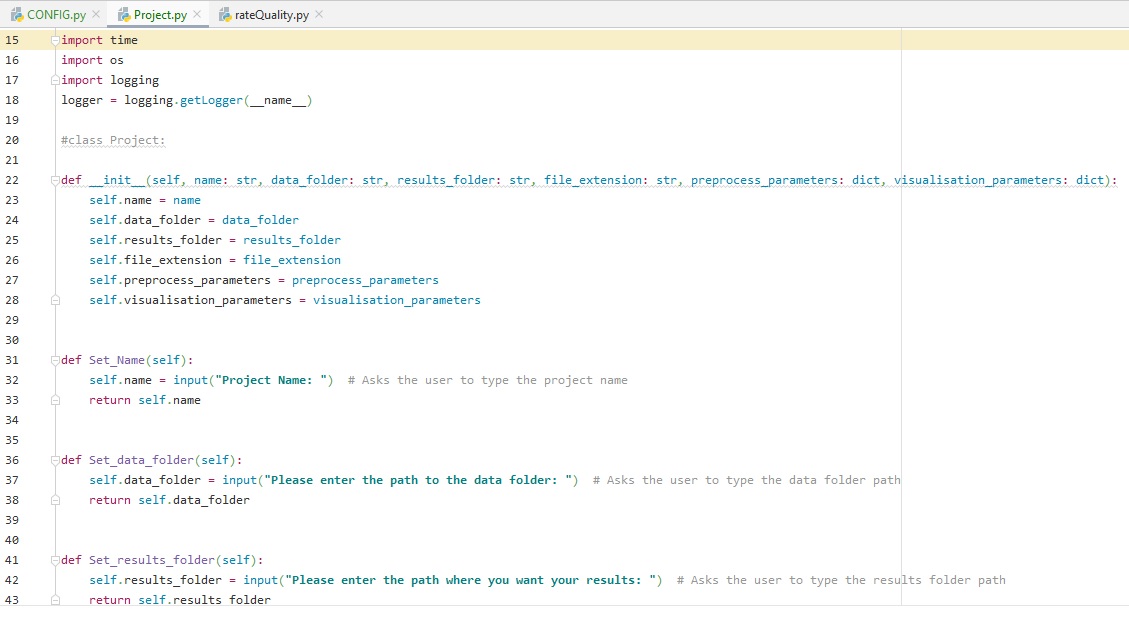 CONFIG.py Project.py rateQuality.py
15 import time
16 import os
17 import logging
18 logger = logging.getLogger(__name__)
19
20 #class Project:
21
22 def __init__(self, name: str, data_folder: str, results_folder: str, file_extension: str, preprocess_parameters: dict, visualisation_parameters: dict):
23 self.name = name
24 self.data_folder = data_folder
25 self.results_folder = results_folder
26 self.file_extension = file_extension
27 self.preprocess_parameters = preprocess_parameters
28 self.visualisation_parameters = visualisation_parameters
29
30
31 def Set_Name(self):
32 self.name = input("Project Name: ") # Asks the user to type the project name
33 return self.name
34
35
36 def Set_data_folder(self):
37 self.data_folder = input("Please enter the path to the data folder: ") # Asks the user to type the data folder path
38 return self.data_folder
39
40
41 def Set_results_folder(self):
42 self.results_folder = input("Please enter the path where you want your results: ") # Asks the user to type the results folder path
43 return self.results_folder